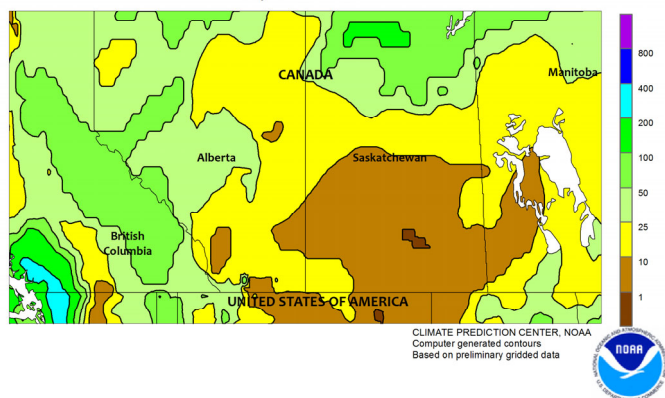 CANADA
Manitoba
Alberta
Saskatchewan
British
Columbia
UNITED STATES OF AMERICA
800
400
200
100
50
25
10
1
CLIMATE PREDICTION CENTER, NOAA
Computer generated contours
Based on preliminary gridded data
NOAA